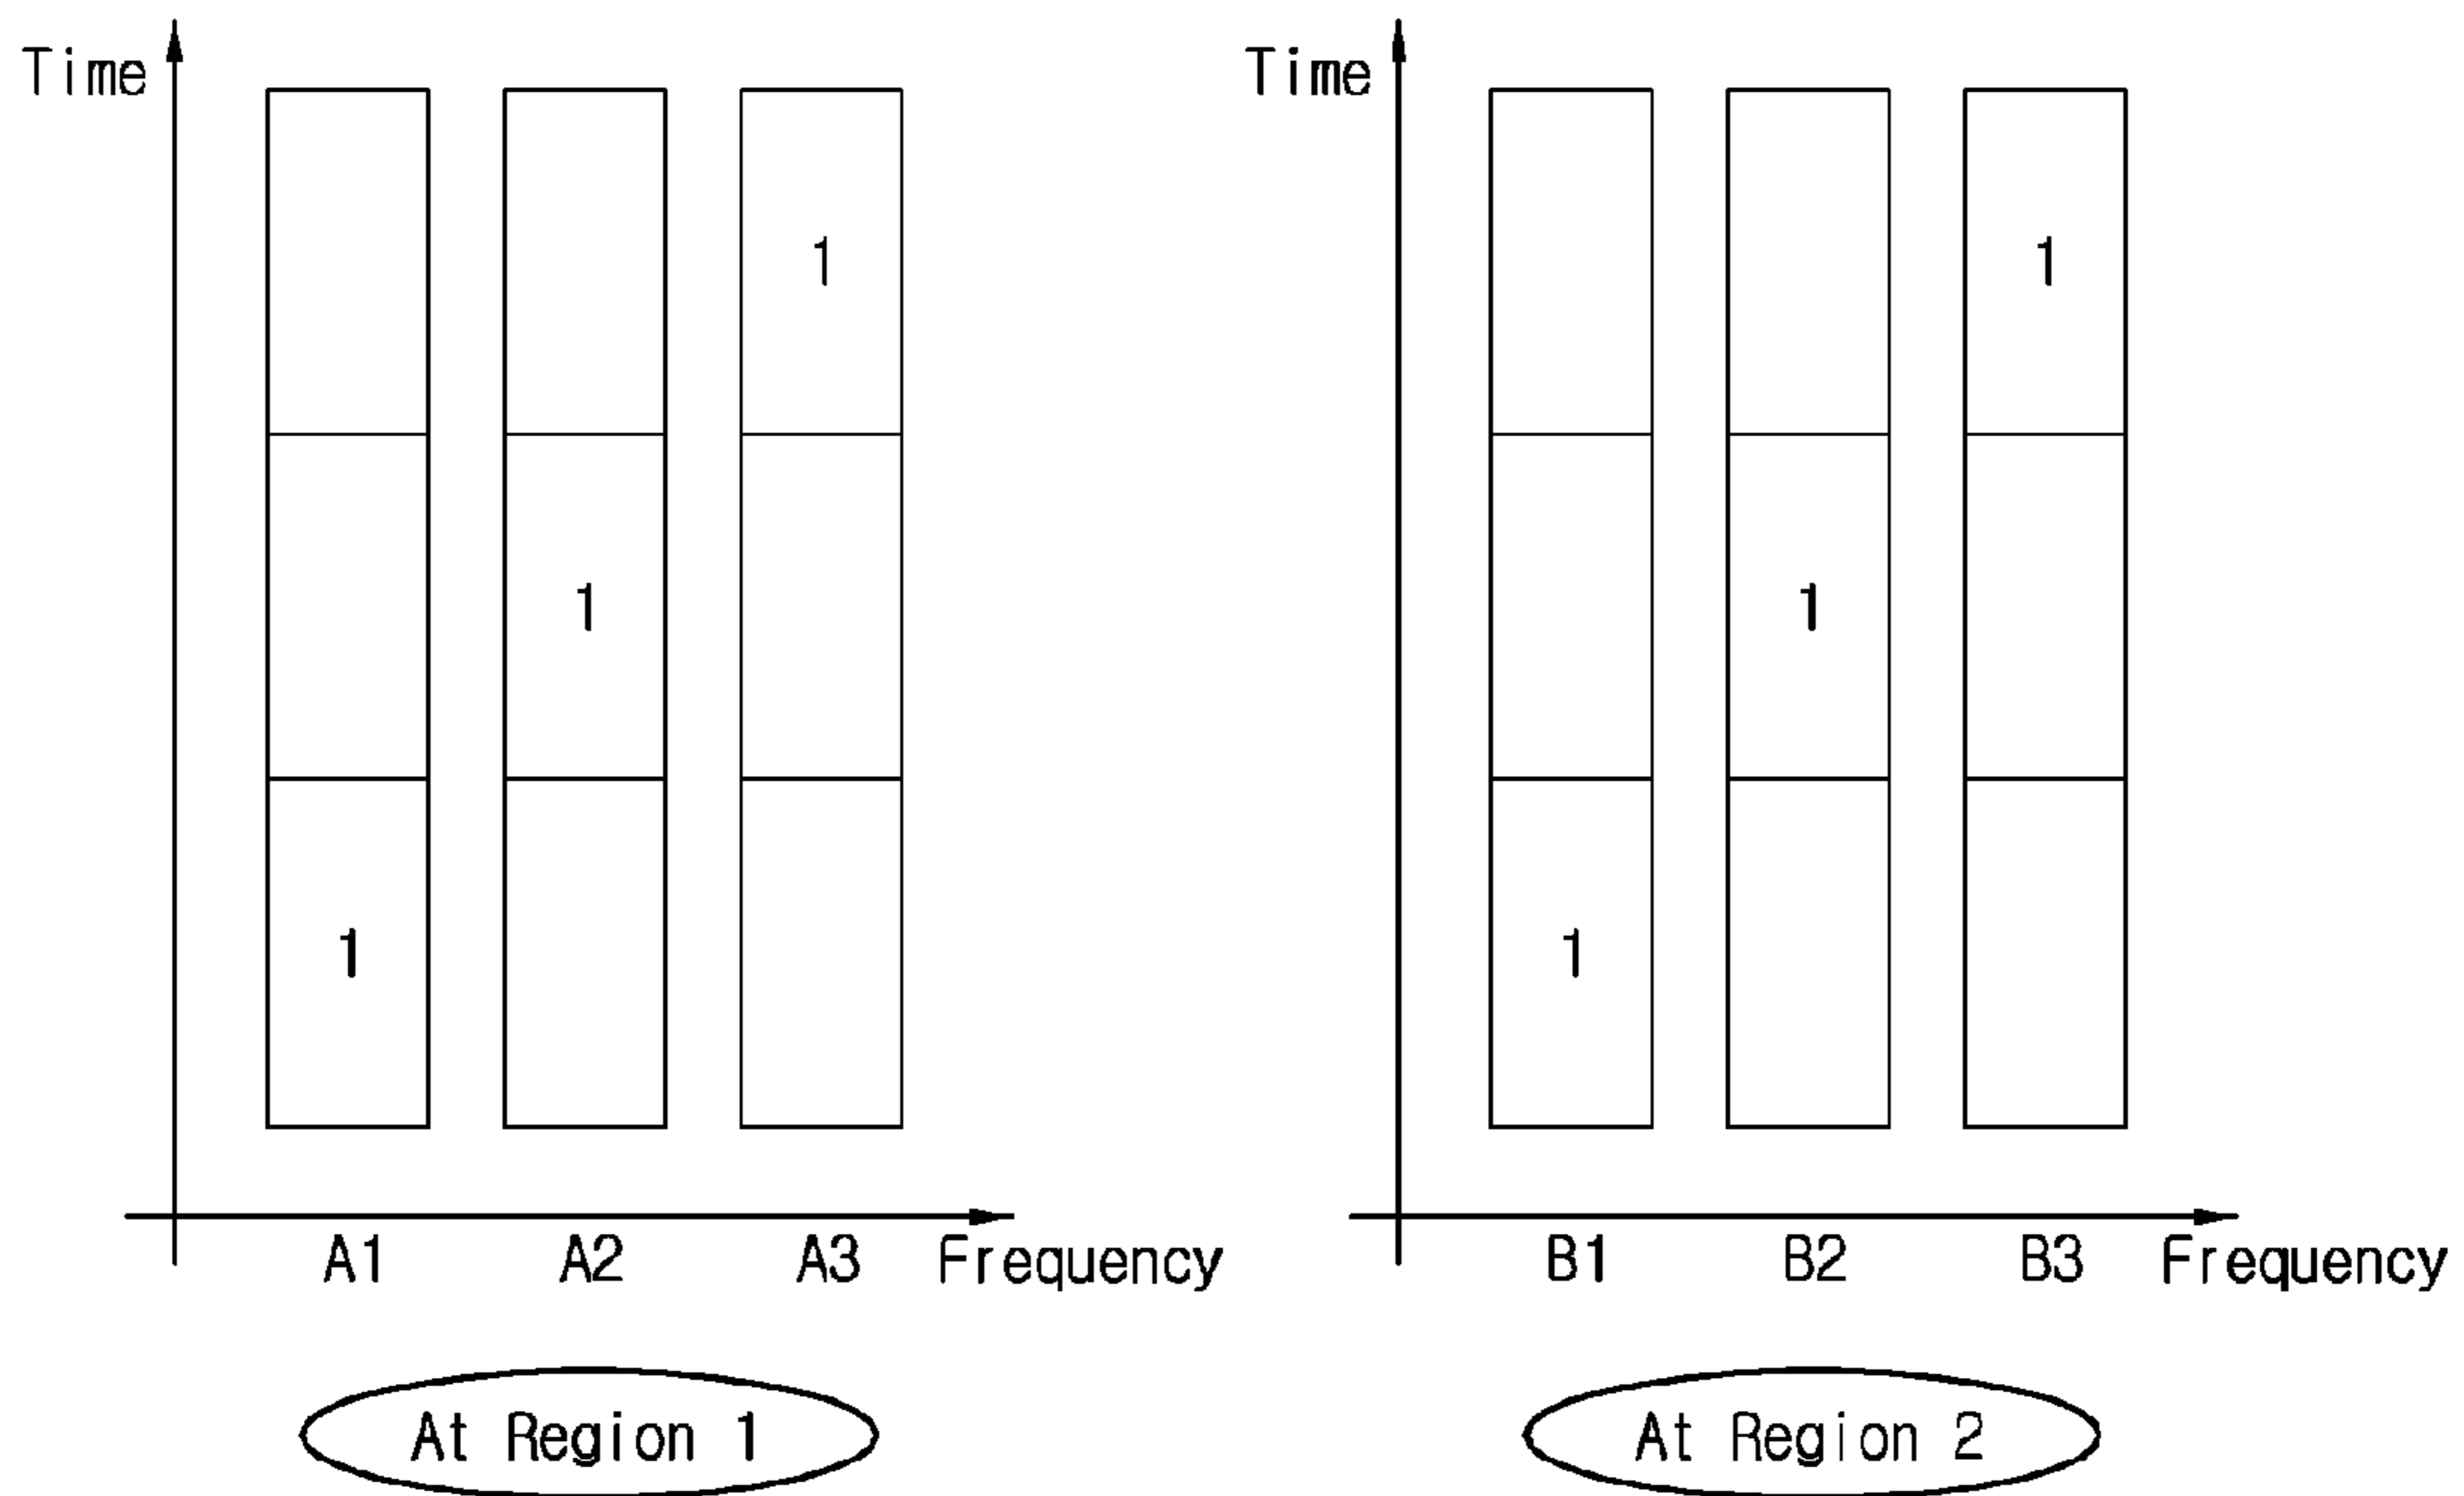 Time
1
1
1
A1 A2 A3 Frequency
At Region 1
Time
1
1
1
B1 B2 B3 Frequency
At Region 2